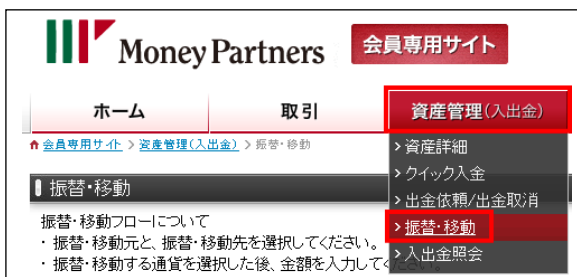 Money Partners 会員専用サイト
ホーム 取引 資産管理(入出金)
会員専用サイト > 資産管理(入出金) > 振替・移動
>資産詳細
>クイック入金
>出金依頼/出金取消
>振替・移動
>入出金照会
振替・移動
振替・移動フローについて
・振替・移動元と、振替・移動先を選択してください。
・振替・移動する通貨を選択した後、金額を入力してく